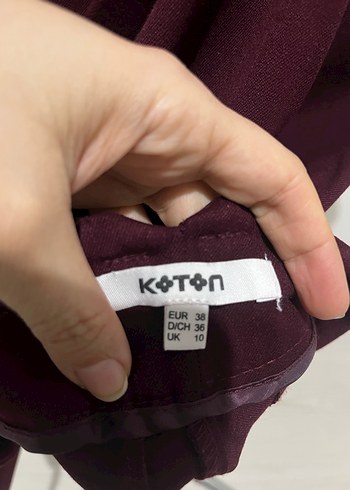 KOTON
EUR 38
D/CH 36
UK 10